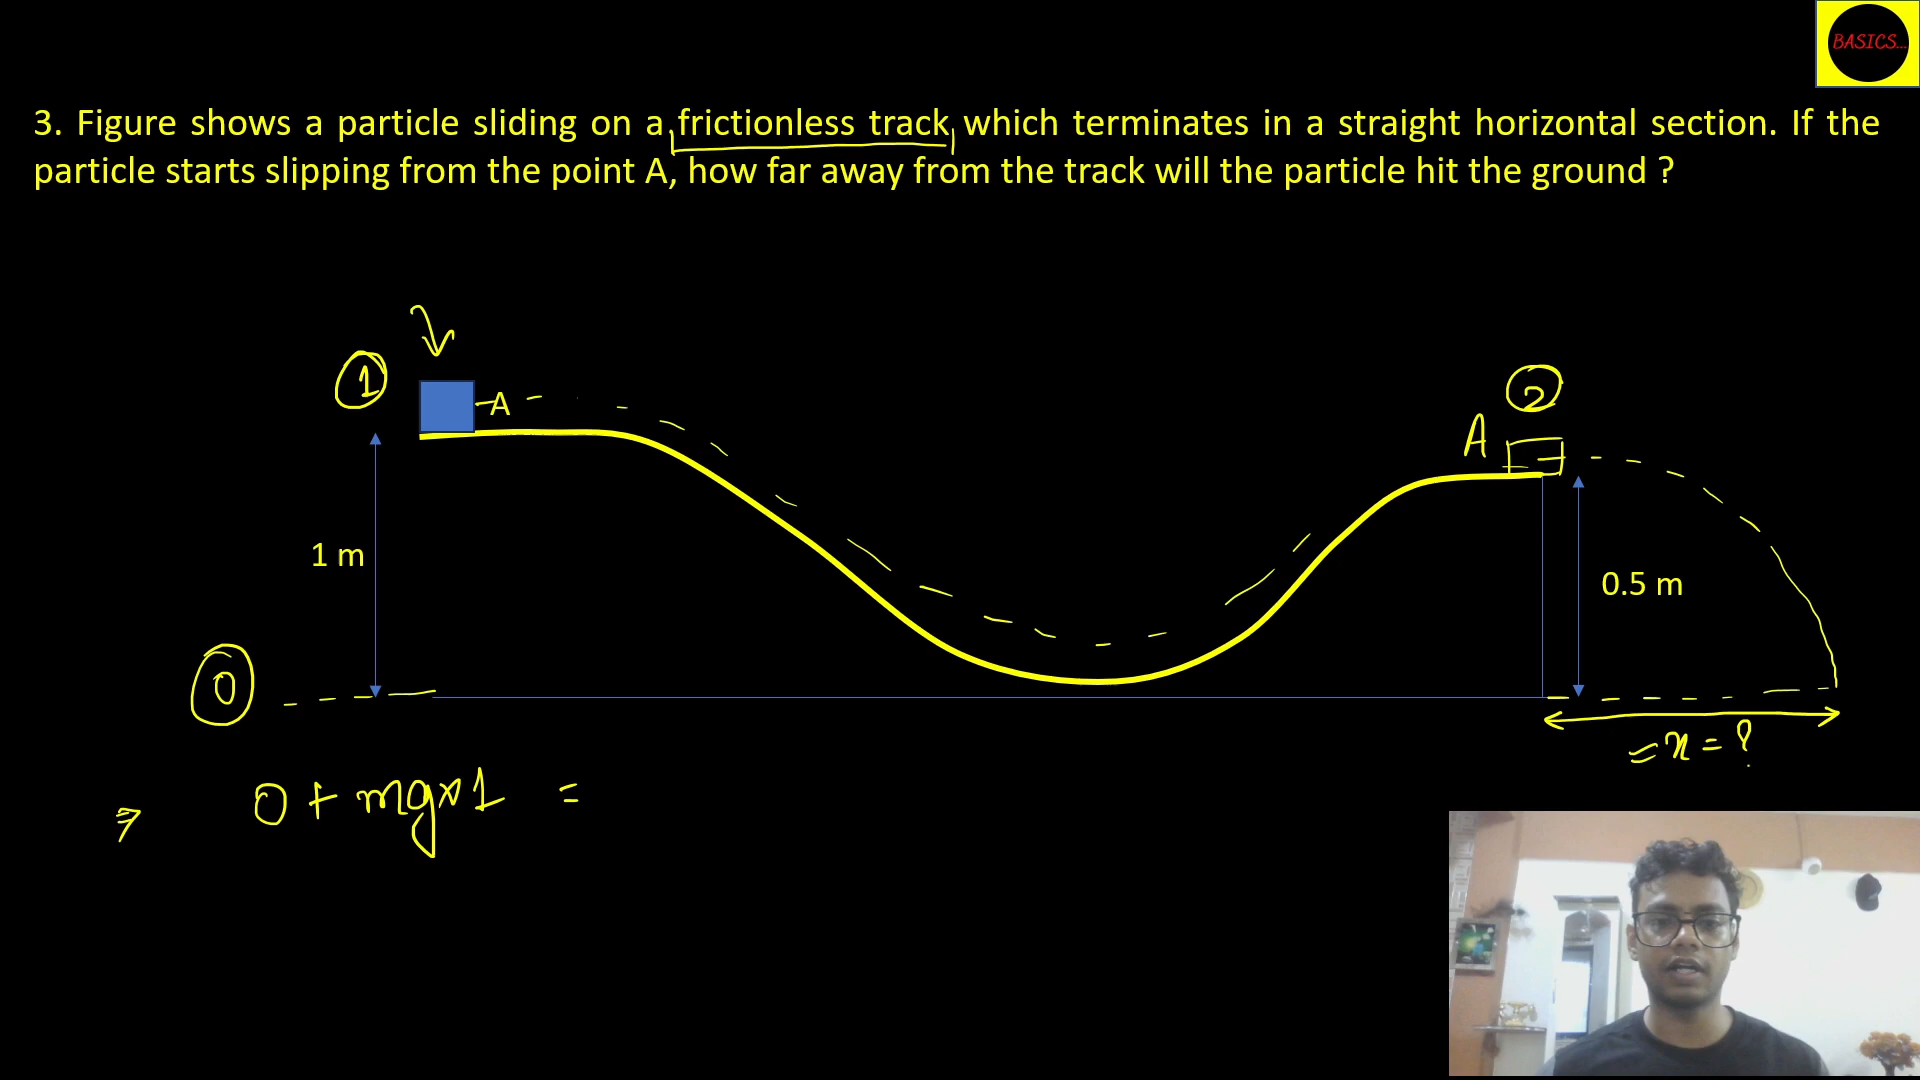 BASICS...
3. Figure shows a particle sliding on a frictionless track which terminates in a straight horizontal section. If the
particle starts slipping from the point A, how far away from the track will the particle hit the ground ?
1
A
2
A
1 m
0.5 m
0
= x = ?
⇒ 0 + mg × 1 =